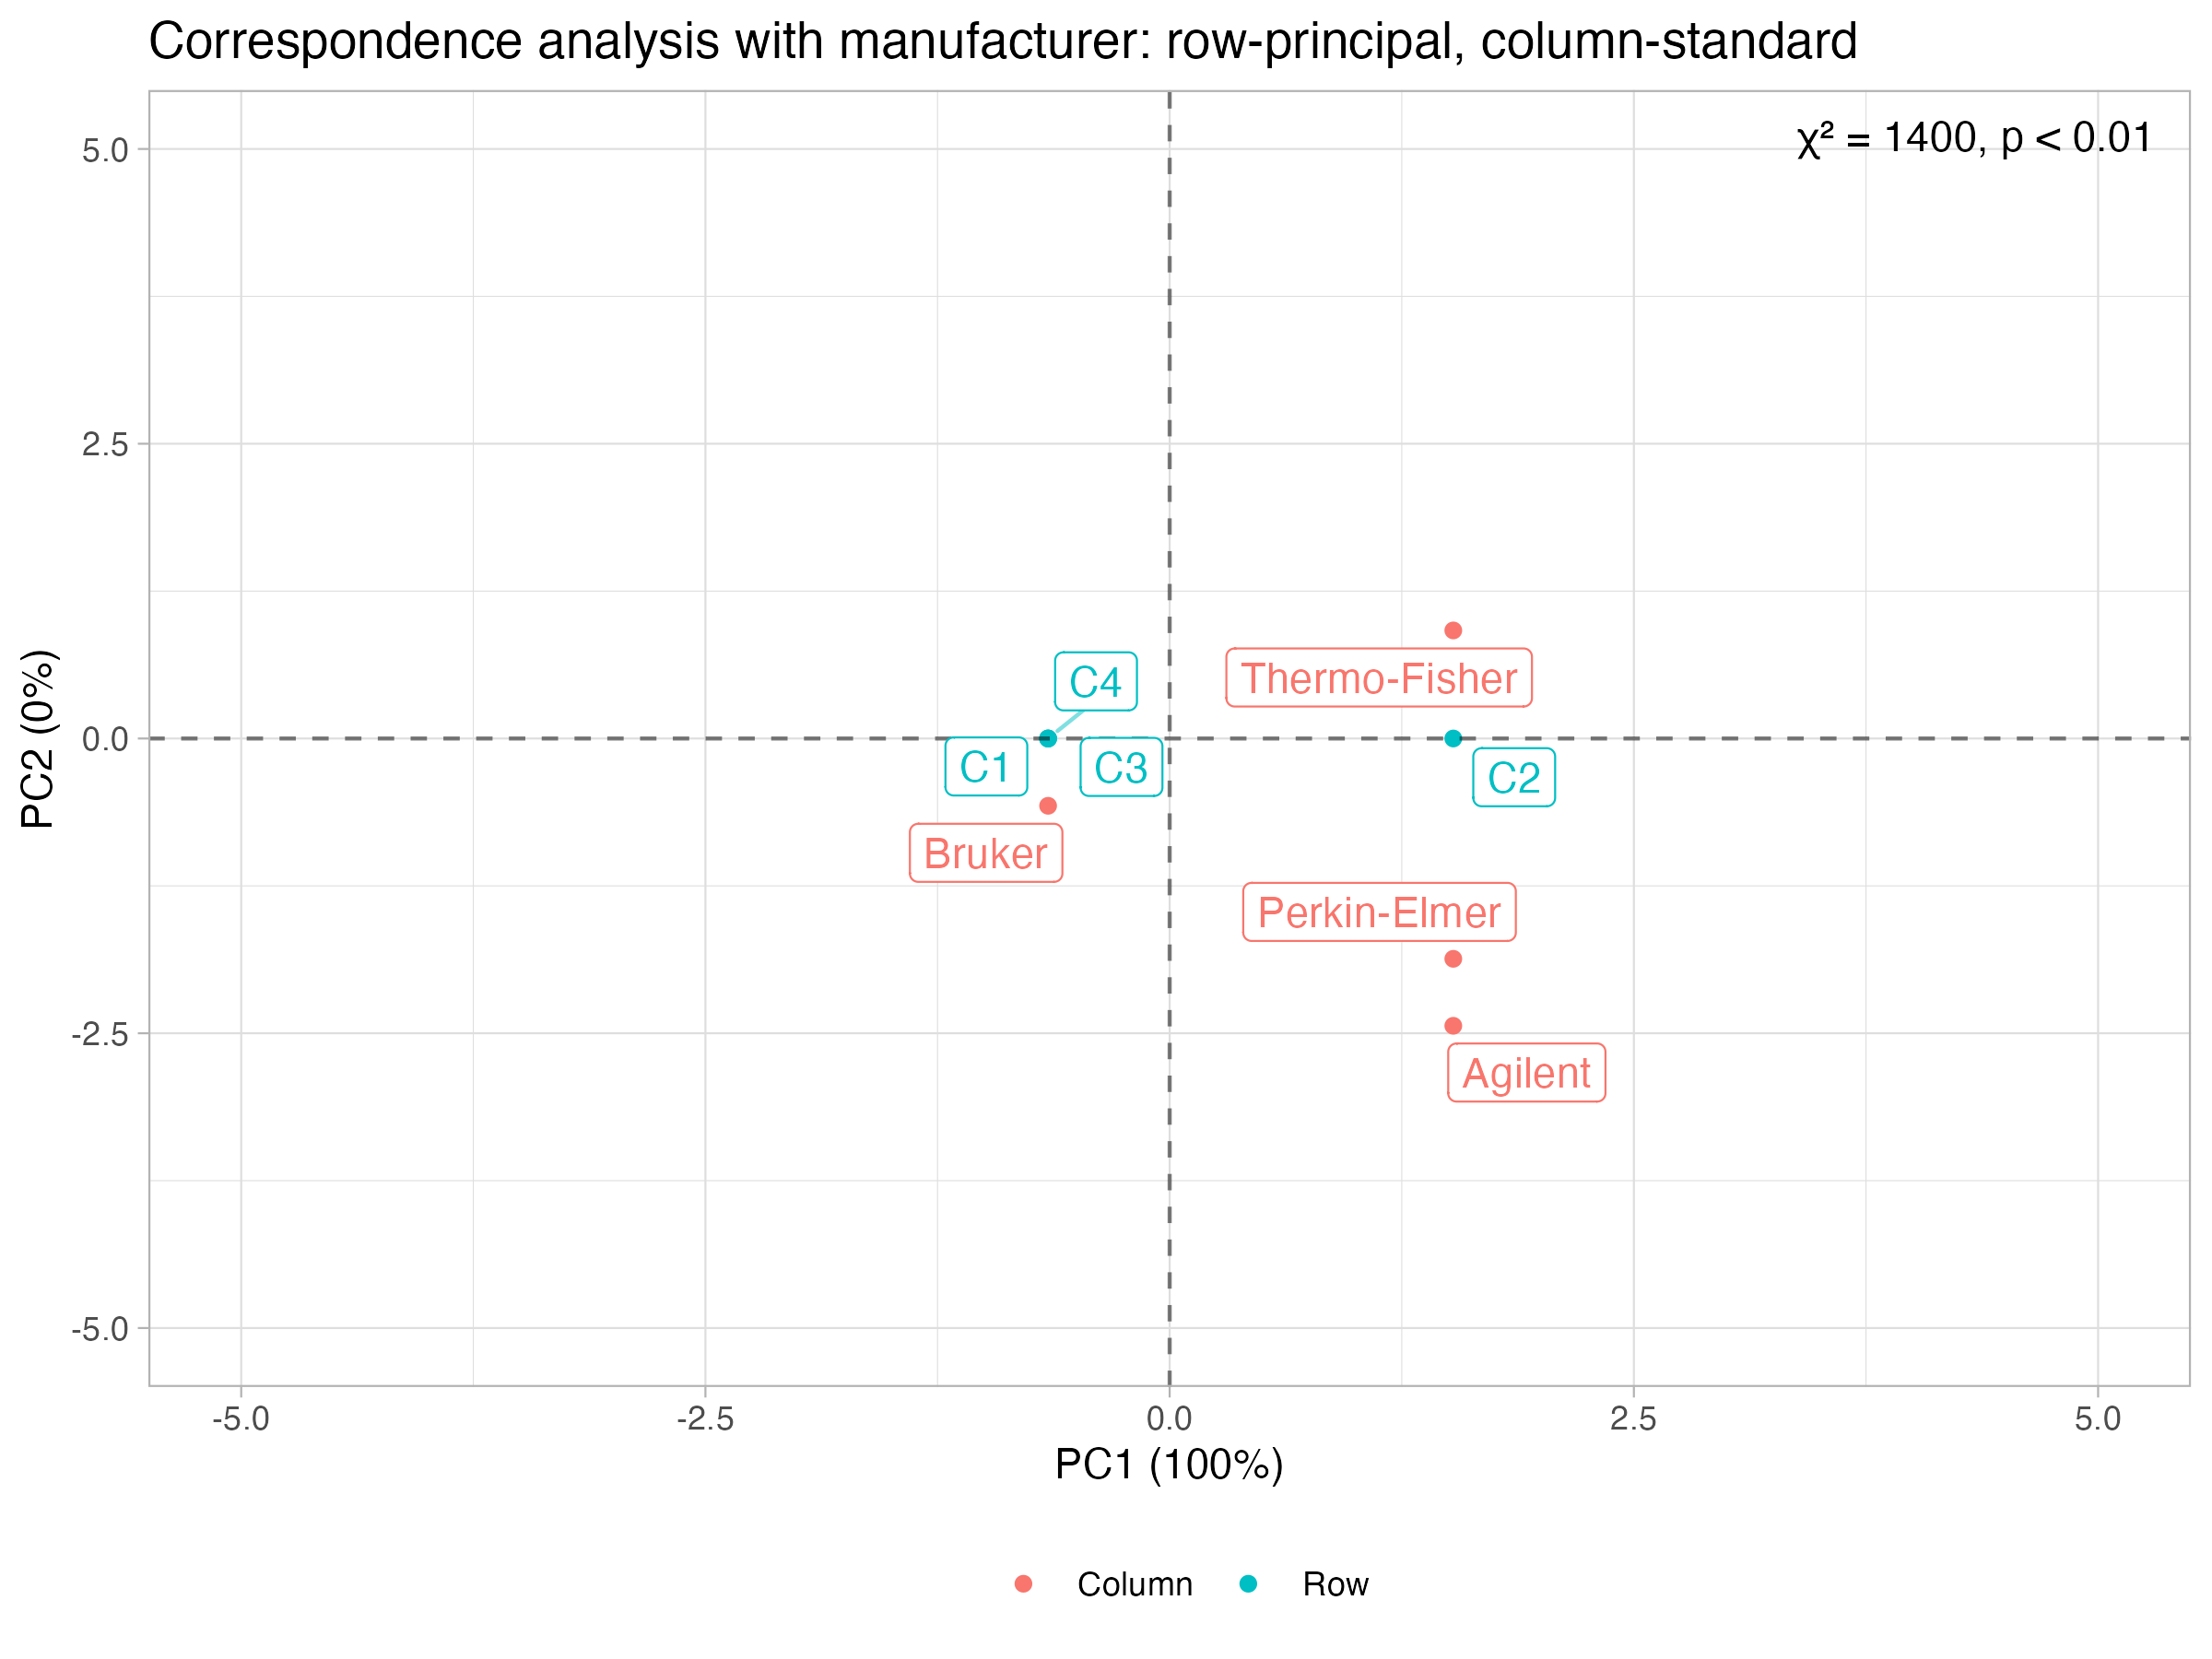 Correspondence analysis with manufacturer: row-principal, column-standard
χ² = 1400, p < 0.01
5.0
2.5
0.0
-2.5
-5.0
PC2 (0%)
Thermo-Fisher
C4
C1
C3
C2
Bruker
Perkin-Elmer
Agilent
-5.0
-2.5
0.0
2.5
5.0
PC1 (100%)
Column
Row